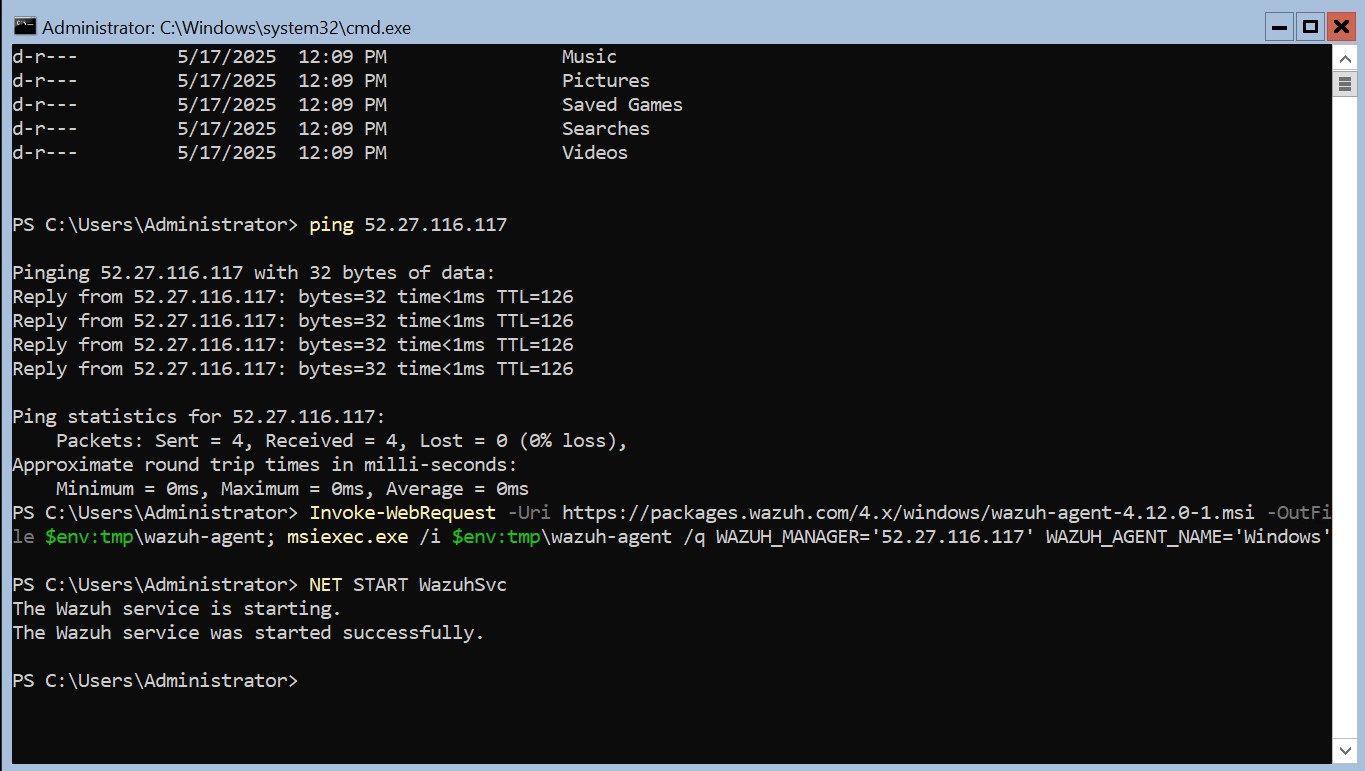 Administrator: C:\Windows\system32\cmd.exe
d-r---         5/17/2025  12:09 PM                Music
d-r---         5/17/2025  12:09 PM                Pictures
d-r---         5/17/2025  12:09 PM                Saved Games
d-r---         5/17/2025  12:09 PM                Searches
d-r---         5/17/2025  12:09 PM                Videos
PS C:\Users\Administrator> ping 52.27.116.117
Pinging 52.27.116.117 with 32 bytes of data:
Reply from 52.27.116.117: bytes=32 time<1ms TTL=126
Reply from 52.27.116.117: bytes=32 time<1ms TTL=126
Reply from 52.27.116.117: bytes=32 time<1ms TTL=126
Reply from 52.27.116.117: bytes=32 time<1ms TTL=126
Ping statistics for 52.27.116.117:
    Packets: Sent = 4, Received = 4, Lost = 0 (0% loss),
Approximate round trip times in milli-seconds:
    Minimum = 0ms, Maximum = 0ms, Average = 0ms
PS C:\Users\Administrator> Invoke-WebRequest -Uri https://packages.wazuh.com/4.x/windows/wazuh-agent-4.12.0-1.msi -OutFi
le $env:tmp\wazuh-agent; msiexec.exe /i $env:tmp\wazuh-agent /q WAZUH_MANAGER='52.27.116.117' WAZUH_AGENT_NAME='Windows'
PS C:\Users\Administrator> NET START WazuhSvc
The Wazuh service is starting.
The Wazuh service was started successfully.
PS C:\Users\Administrator>